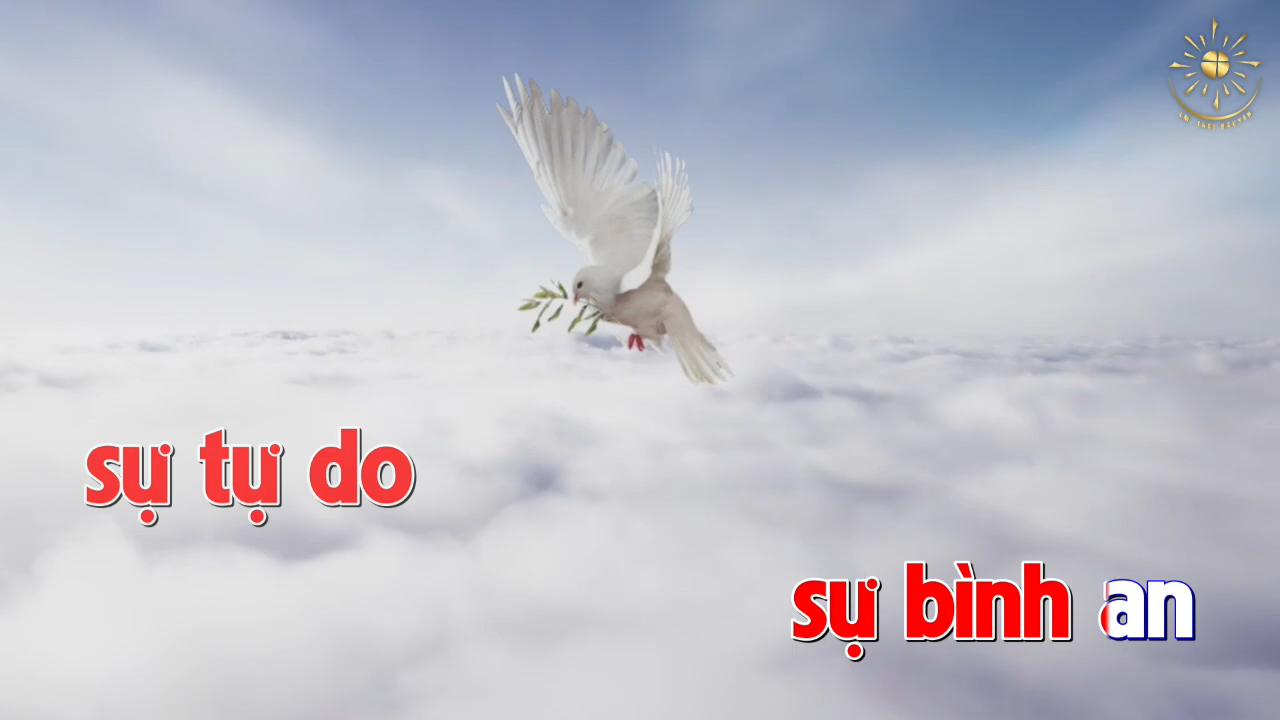 sự tự do
sự bình an